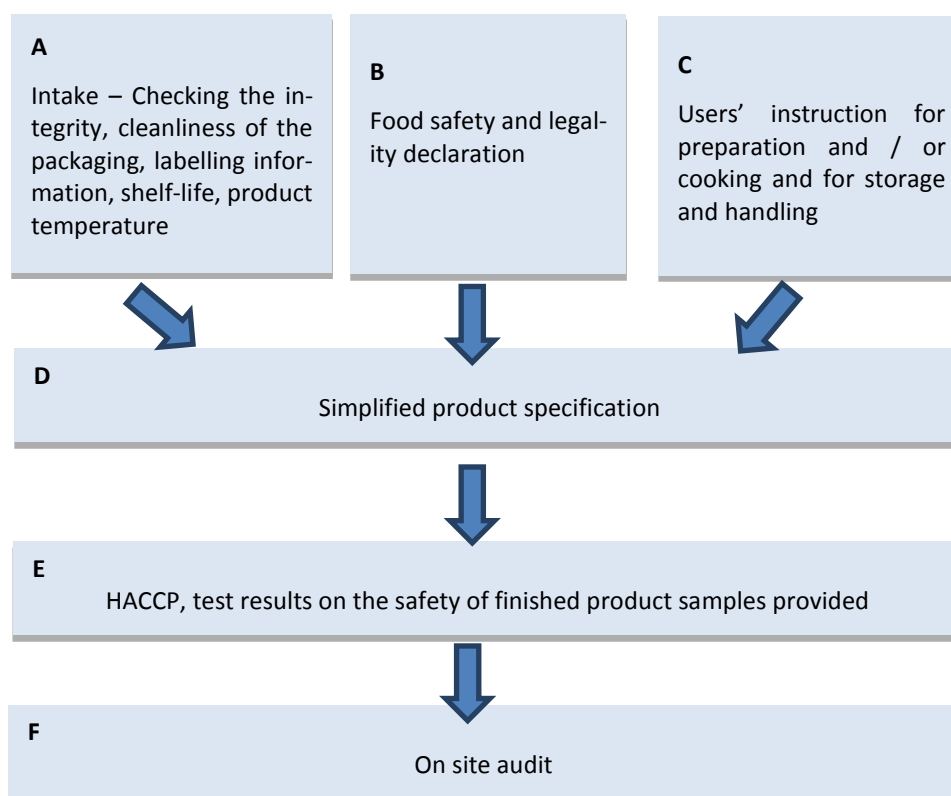 A
Intake – Checking the in-
tegrity, cleanliness of the
packaging, labelling infor-
mation, shelf-life, product
temperature
B
Food safety and legal-
ity declaration
C
Users’ instruction for
preparation and / or
cooking and for storage
and handling
D
Simplified product specification
E
HACCP, test results on the safety of finished product samples provided
F
On site audit